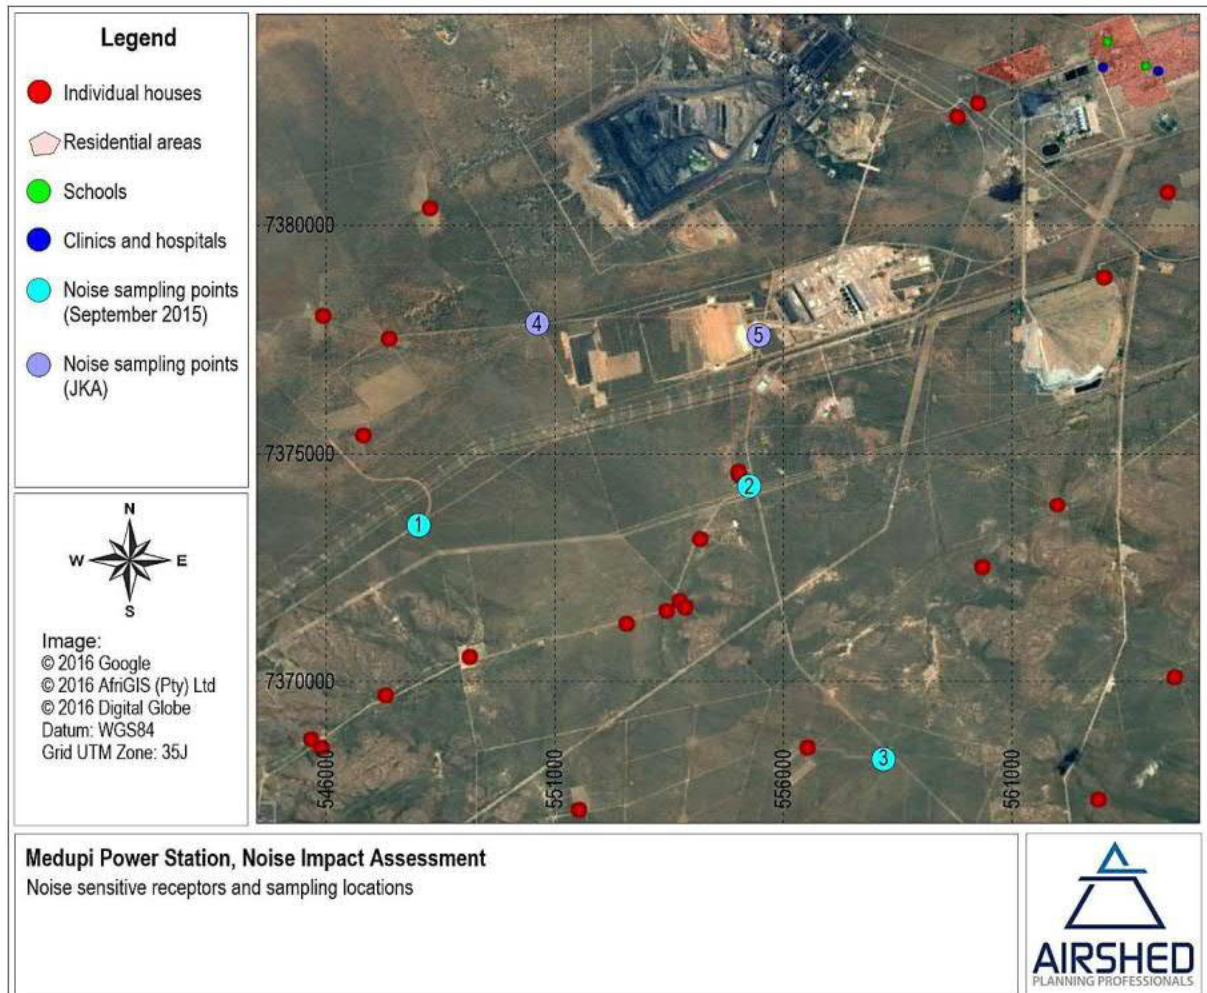 Legend
Individual houses
Residential areas
Schools
Clinics and hospitals
Noise sampling points
(September 2015)
Noise sampling points
(JKA)
N
W E
S
Image:
© 2016 Google
© 2016 AfriGIS (Pty) Ltd
© 2016 Digital Globe
Datum: WGS84
Grid UTM Zone: 35J
7380000
4
5
7375000
2
1
7370000
3
546000
551000
556000
561000
Medupi Power Station, Noise Impact Assessment
Noise sensitive receptors and sampling locations
AIRSHED
PLANNING PROFESSIONALS